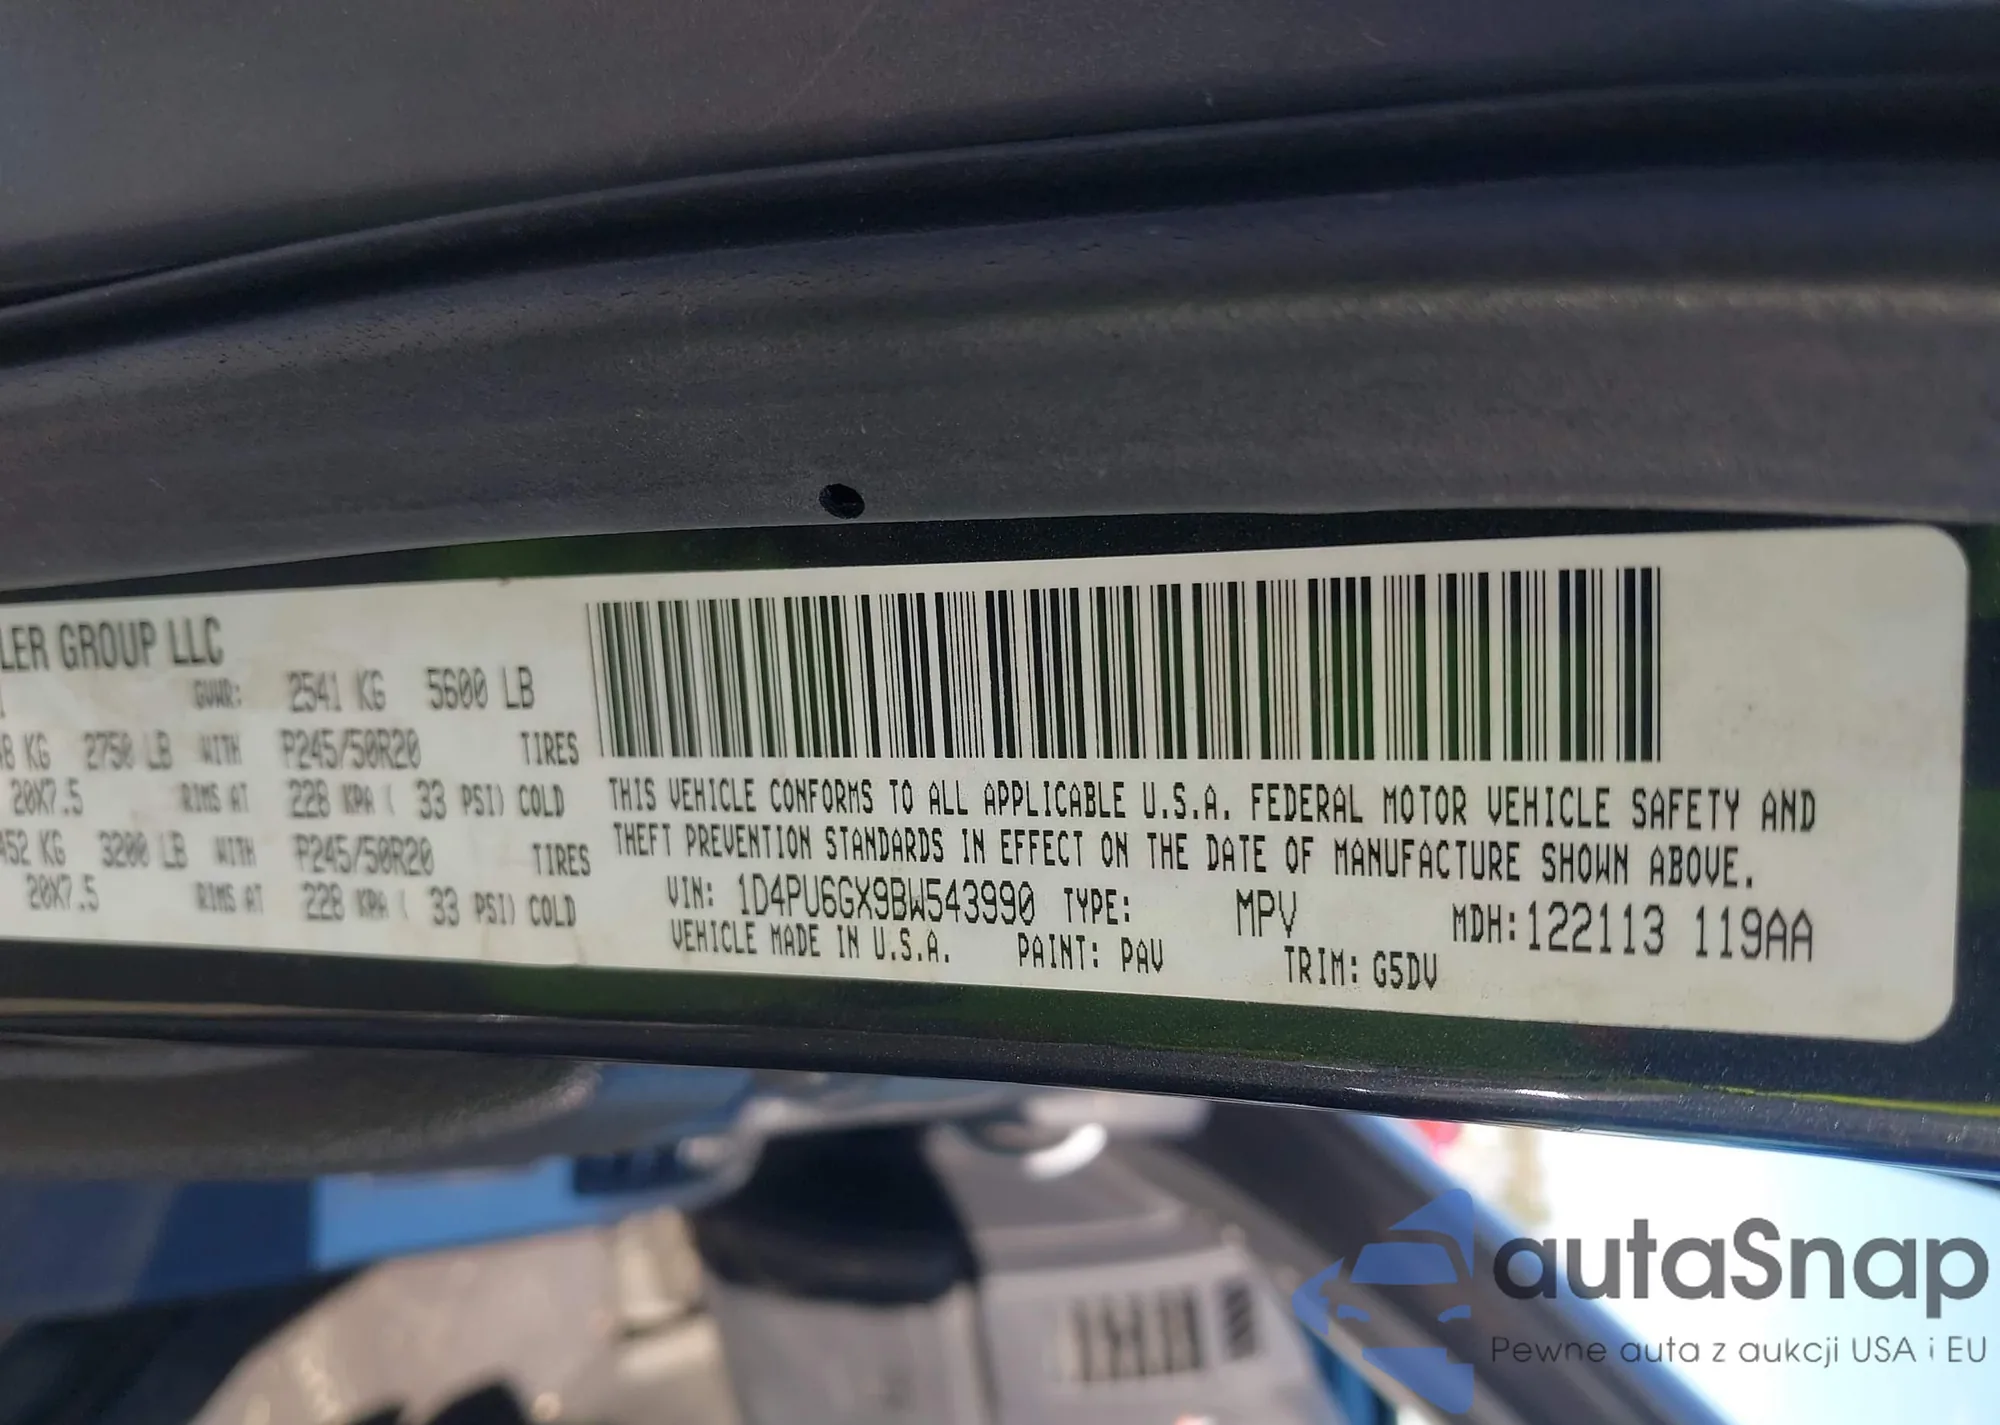 LER GROUP LLC
GVWR: 2541 KG 5600 LB
8 KG 2750 LB WITH P245/50R20 TIRES
20X7.5 RIMS AT 228 KPA ( 33 PSI) COLD
452 KG 3200 LB WITH P245/50R20 TIRES
20X7.5 RIMS AT 228 KPA ( 33 PSI) COLD
THIS VEHICLE CONFORMS TO ALL APPLICABLE U.S.A. FEDERAL MOTOR VEHICLE SAFETY AND
THEFT PREVENTION STANDARDS IN EFFECT ON THE DATE OF MANUFACTURE SHOWN ABOVE.
VIN: 1D4PU6GX9BW543990 TYPE: MPV MDH: 122113 119AA
VEHICLE MADE IN U.S.A. PAINT: PAV TRIM: G5DV
autaSnap
Pewne auta z aukcji USA i EU